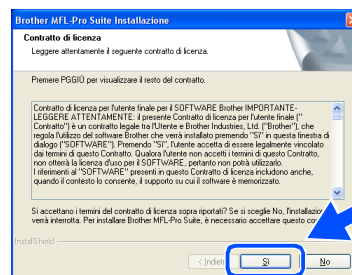 Brother MFL-Pro Suite Installazione
Contratto di licenza
Leggere attentamente il seguente contratto di licenza.
Premere PGGIÙ per visualizzare il resto del contratto.
Contratto di licenza per l'utente finale per il SOFTWARE Brother IMPORTANTE-
LEGGERE ATTENTAMENTE: il presente Contratto di licenza per l'utente finale ("
Contratto") è un contratto legale tra l'Utente e Brother Industries, Ltd. ("Brother"), che
regola l'utilizzo del software Brother che verrà installato premendo "Sì" in questa finestra di
dialogo ("SOFTWARE"). Premendo "Sì", l'utente accetta di essere legalmente vincolato
dai termini di questo Contratto. Qualora l'utente non accetti i termini di questo Contratto,
non otterrà la licenza d'uso per il SOFTWARE, pertanto non potrà utilizzarlo.
I riferimenti al "SOFTWARE" presenti in questo Contratto di licenza includono anche,
quando il contesto lo consente, il supporto su cui il software è memorizzato.
Si accettano i termini del contratto di licenza sopra riportati? Se si sceglie No, l'installazione
verrà interrotta. Per installare Brother MFL-Pro Suite, è necessario accettare questo
InstallShield
< Indietro Sì No